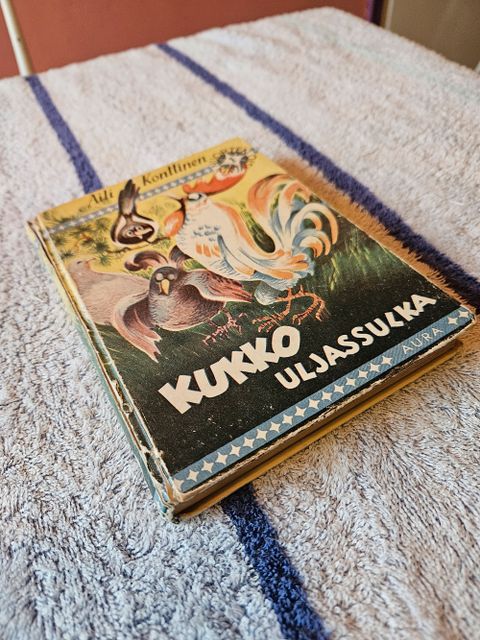 Aili Konttinen
KUKKO
ULJASSULKA
AURA